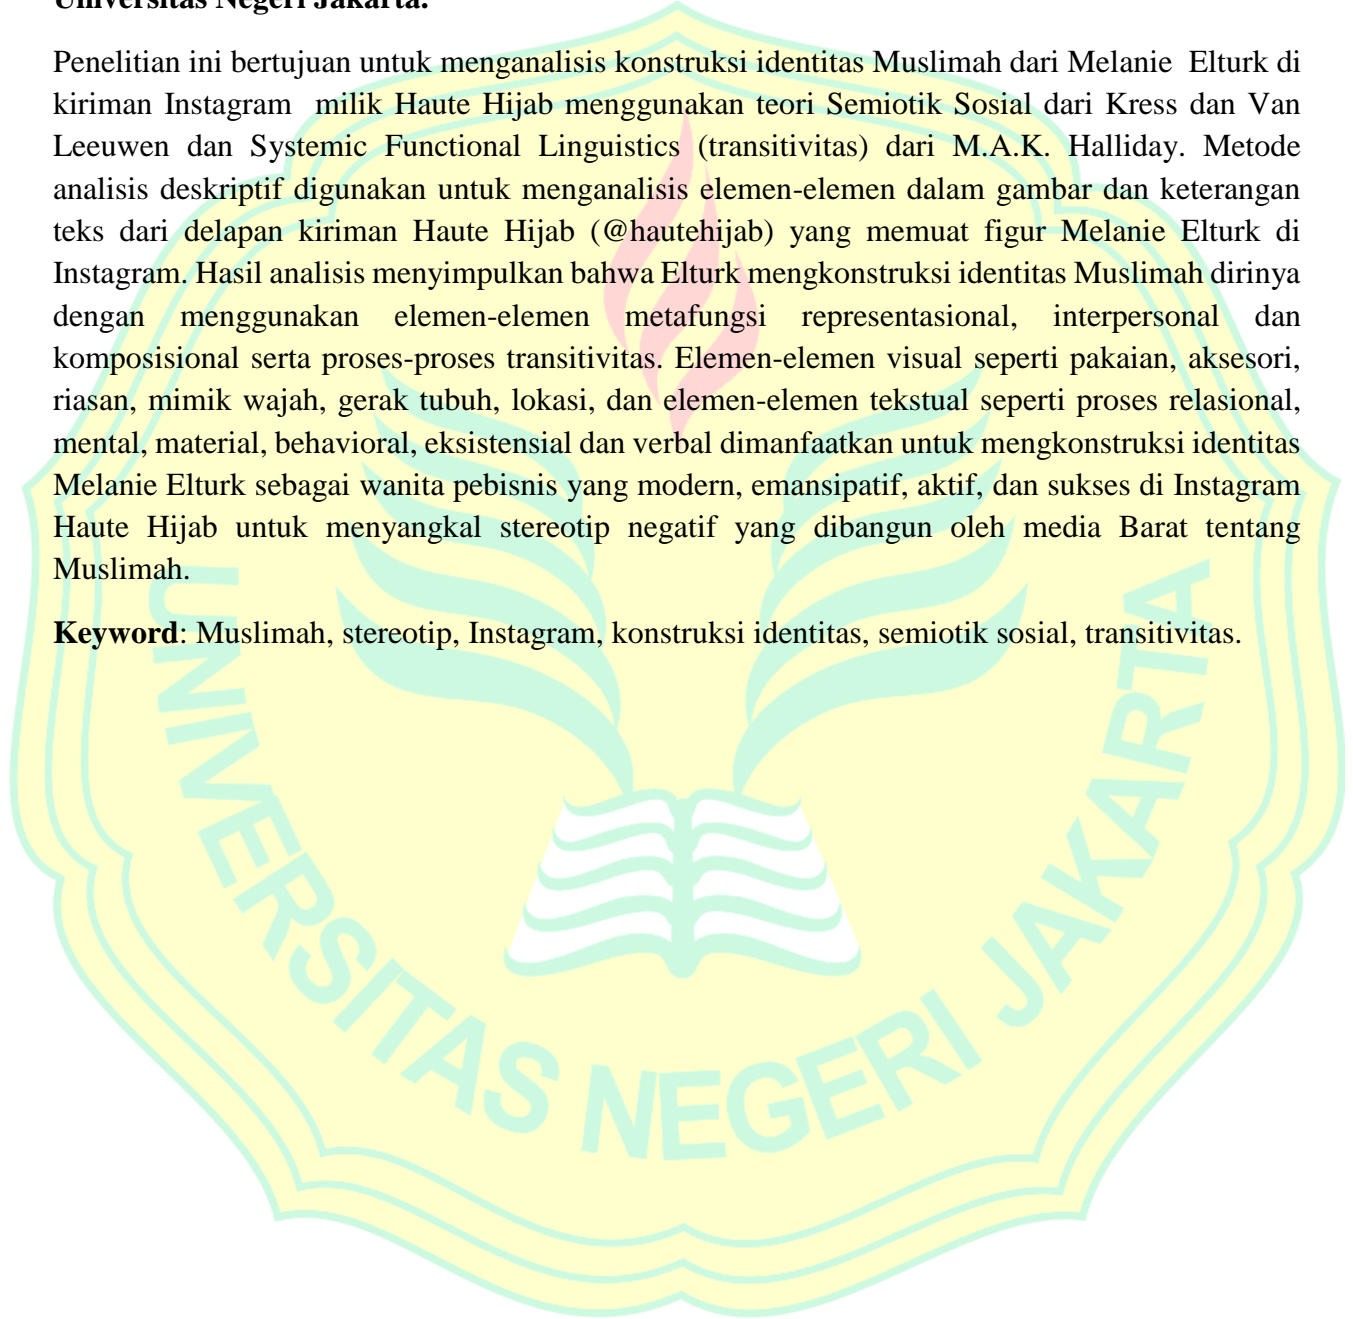 Universitas Negeri Jakarta.
Penelitian ini bertujuan untuk menganalisis konstruksi identitas Muslimah dari Melanie Elturk di
kiriman Instagram milik Haute Hijab menggunakan teori Semiotik Sosial dari Kress dan Van
Leeuwen dan Systemic Functional Linguistics (transitivitas) dari M.A.K. Halliday. Metode
analisis deskriptif digunakan untuk menganalisis elemen-elemen dalam gambar dan keterangan
teks dari delapan kiriman Haute Hijab (@hautehijab) yang memuat figur Melanie Elturk di
Instagram. Hasil analisis menyimpulkan bahwa Elturk mengkonstruksi identitas Muslimah dirinya
dengan menggunakan elemen-elemen metafungsi representasional, interpersonal dan
komposisional serta proses-proses transitivitas. Elemen-elemen visual seperti pakaian, aksesori,
riasan, mimik wajah, gerak tubuh, lokasi, dan elemen-elemen tekstual seperti proses relasional,
mental, material, behavioral, eksistensial dan verbal dimanfaatkan untuk mengkonstruksi identitas
Melanie Elturk sebagai wanita pebisnis yang modern, emansipatif, aktif, dan sukses di Instagram
Haute Hijab untuk menyangkal stereotip negatif yang dibangun oleh media Barat tentang
Muslimah.
Keyword: Muslimah, stereotip, Instagram, konstruksi identitas, semiotik sosial, transitivitas.
UNIVERSITAS NEGERI JAKARTA